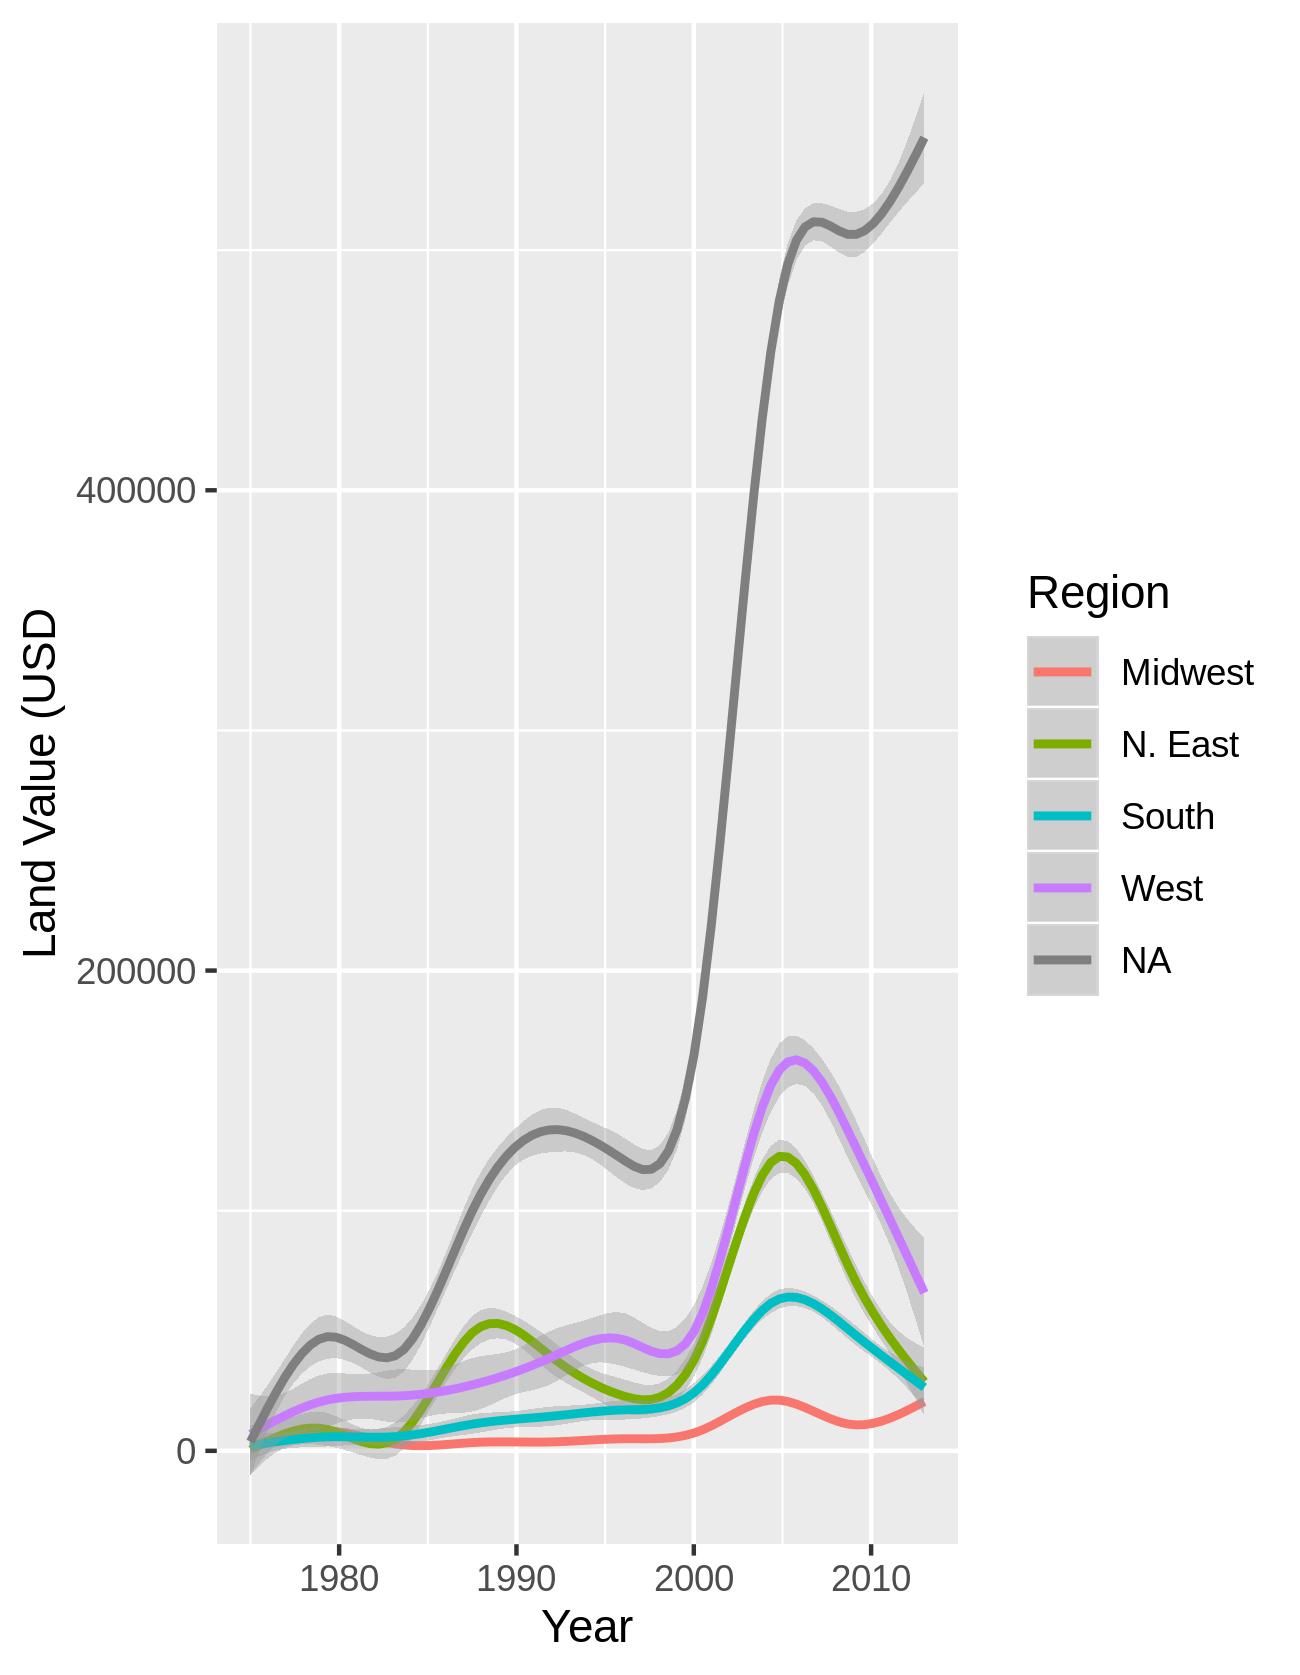 400000
200000
0
Land Value (USD
1980
1990
2000
2010
Year
Region
Midwest
N. East
South
West
NA